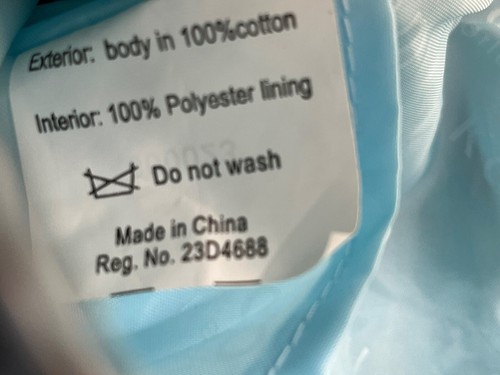 Exterior: body in 100%cotton
Interior: 100% Polyester lining
Do not wash
Made in China
Reg. No. 23D4688